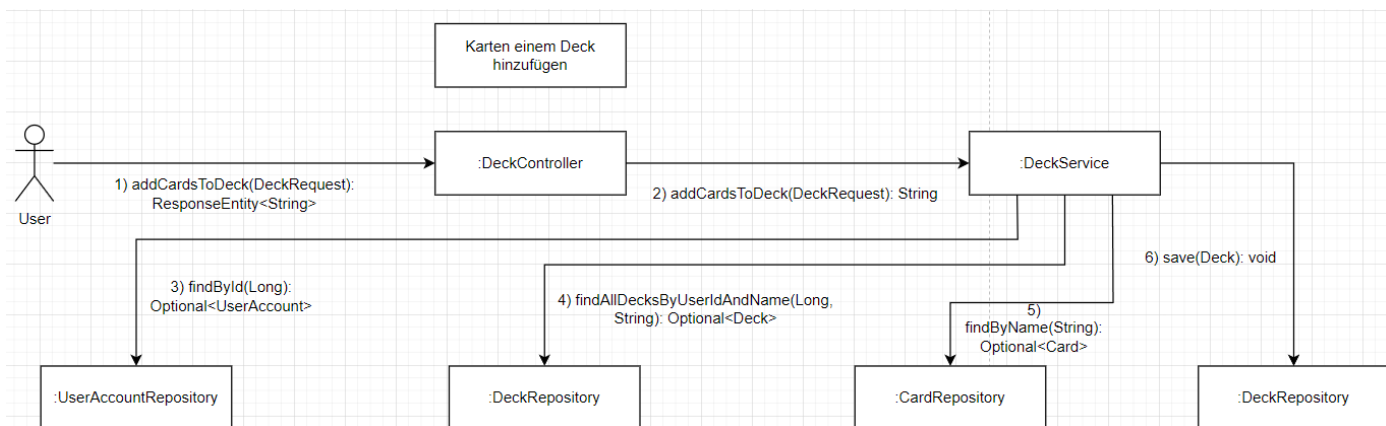 Karten einem Deck
hinzufügen
:DeckController
:DeckService
User
1) addCardsToDeck(DeckRequest):
ResponseEntity<String>
2) addCardsToDeck(DeckRequest): String
3) findById(Long):
Optional<UserAccount>
4) findAllDecksByUserIdAndName(Long,
String): Optional<Deck>
5)
findByName(String):
Optional<Card>
6) save(Deck): void
:UserAccountRepository
:DeckRepository
:CardRepository
:DeckRepository